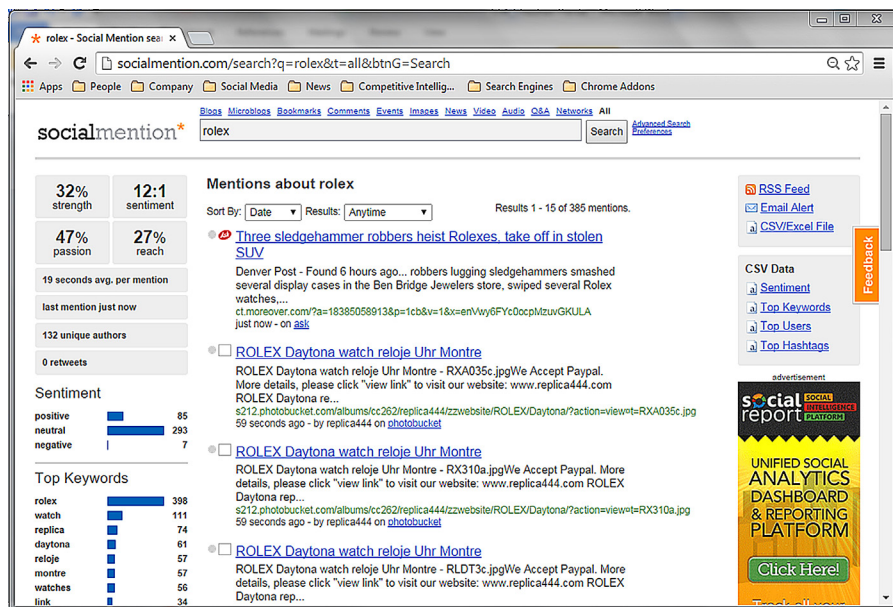 rolex - Social Mention sea
socialmention.com/search?q=rolex&t=all&btnG=Search
Apps People Company Social Media News Competitive Intellig... Search Engines Chrome Addons
Blogs Microblogs Bookmarks Comments Events Images News Video Audio Q&A Networks All
socialmention*
rolex
Search
Advanced Search
Preferences
32%
strength
12:1
sentiment
47%
passion
27%
reach
19 seconds avg. per mention
last mention just now
132 unique authors
0 retweets
Sentiment
positive 85
neutral 293
negative 7
Top Keywords
rolex 398
watch 111
replica 74
daytona 61
reloje 57
montre 57
watches 56
link 34
Mentions about rolex
Sort By: Date Results: Anytime Results 1 - 15 of 385 mentions.
Ask Three sledgehammer robbers heist Rolexes, take off in stolen
SUV
Denver Post - Found 6 hours ago... robbers lugging sledgehammers smashed
several display cases in the Ben Bridge Jewelers store, swiped several Rolex
watches,...
ct.moreover.com/?a=18385058913&p=1cb&v=1&x=enVwy6FYc0ocpMzuvGKULA
just now - on ask
ROLEX Daytona watch reloje Uhr Montre
ROLEX Daytona watch reloje Uhr Montre - RXA035c.jpgWe Accept Paypal.
More details, please click "view link" to visit our website: www.replica444.com
ROLEX Daytona re...
s212.photobucket.com/albums/cc262/replica444/zzwebsite/ROLEX/Daytona/?action=view¤t=RXA035c.jpg
59 seconds ago - by replica444 on photobucket
ROLEX Daytona watch reloje Uhr Montre
ROLEX Daytona watch reloje Uhr Montre - RX310a.jpgWe Accept Paypal. More
details, please click "view link" to visit our website: www.replica444.com ROLEX
Daytona rep...
s212.photobucket.com/albums/cc262/replica444/zzwebsite/ROLEX/Daytona/?action=view¤t=RX310a.jpg
59 seconds ago - by replica444 on photobucket
ROLEX Daytona watch reloje Uhr Montre
ROLEX Daytona watch reloje Uhr Montre - RLDT3c.jpgWe Accept Paypal. More
details, please click "view link" to visit our website: www.replica444.com ROLEX
Daytona rep...
RSS Feed
Email Alert
CSV/Excel File
Feedback
CSV Data
Sentiment
Top Keywords
Top Users
Top Hashtags
advertisement
social SOCIAL
INTELLIGENCE
report PLATFORM
UNIFIED SOCIAL
ANALYTICS
DASHBOARD
& REPORTING
PLATFORM
Click Here!
Track all your